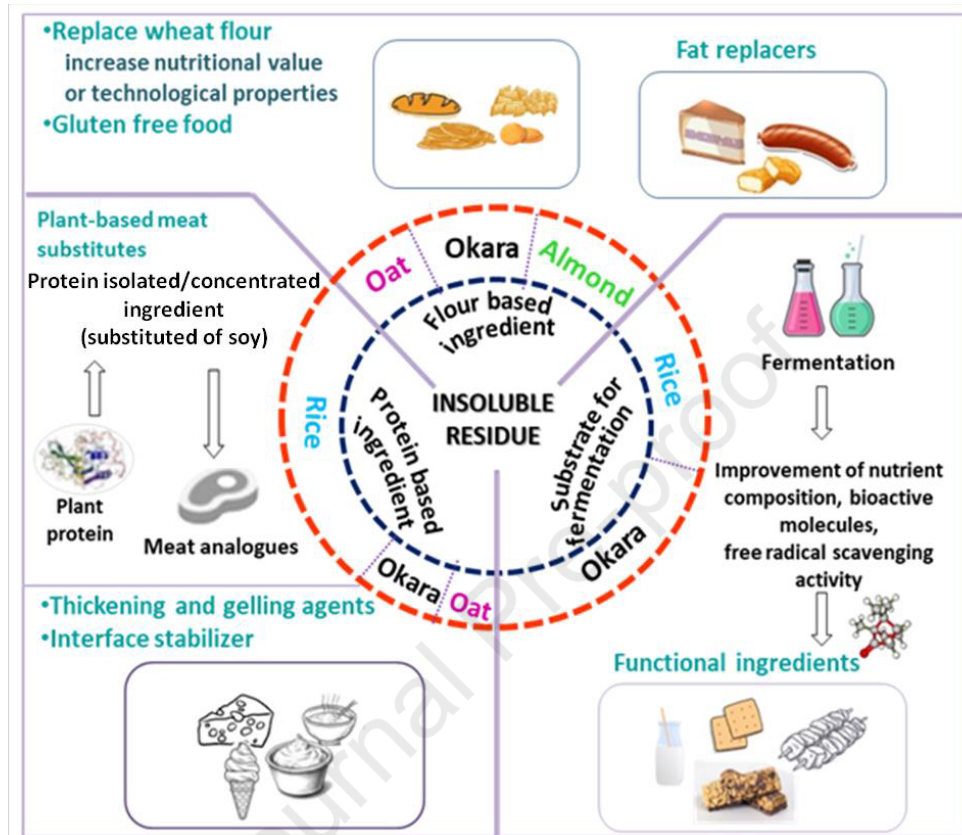 •Replace wheat flour
increase nutritional value
or technological properties
•Gluten free food
Fat replacers
Plant-based meat
substitutes
Protein isolated/concentrated
ingredient
(substituted of soy)
Plant
protein
Meat analogues
Oat
Okara
Almond
Flour based
ingredient
Rice
INSOLUBLE
RESIDUE
Rice
Protein based
ingredient
Substrate for
fermentation
Okara
Oat
Okara
Fermentation
Improvement of nutrient
composition, bioactive
molecules,
free radical scavenging
activity
•Thickening and gelling agents
•Interface stabilizer
Functional ingredients
Journal Pre-proof